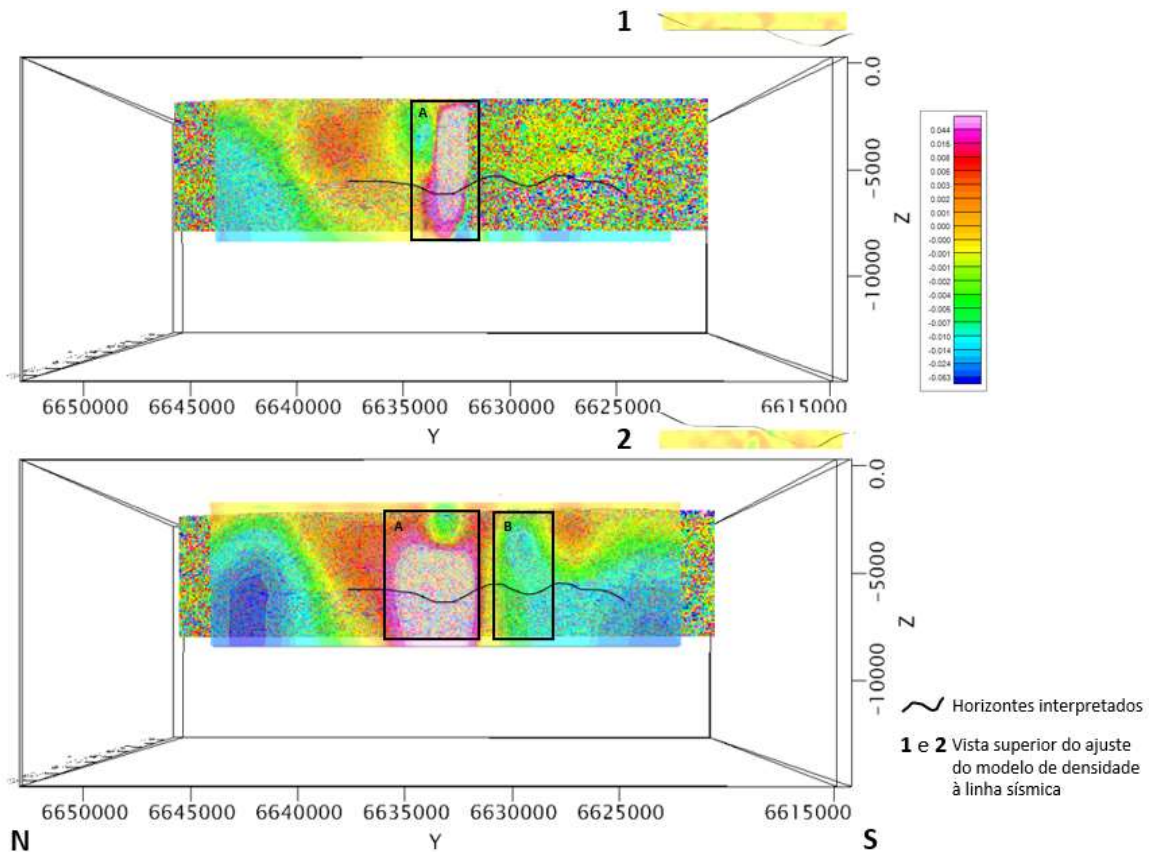 1
A
0.0
-5000
-10000
Z
0.044
0.016
0.008
0.005
0.003
0.002
0.001
0.000
-0.000
-0.001
-0.002
-0.004
-0.005
-0.007
-0.010
-0.014
-0.024
-0.063
6650000 6645000 6640000 6635000 6630000 6625000 6615000
Y
2
A
B
0.0
-5000
-10000
Z
Horizontes interpretados
1 e 2 Vista superior do ajuste
do modelo de densidade
à linha sísmica
6650000 6645000 6640000 6635000 6630000 6625000 6615000
N
Y
S